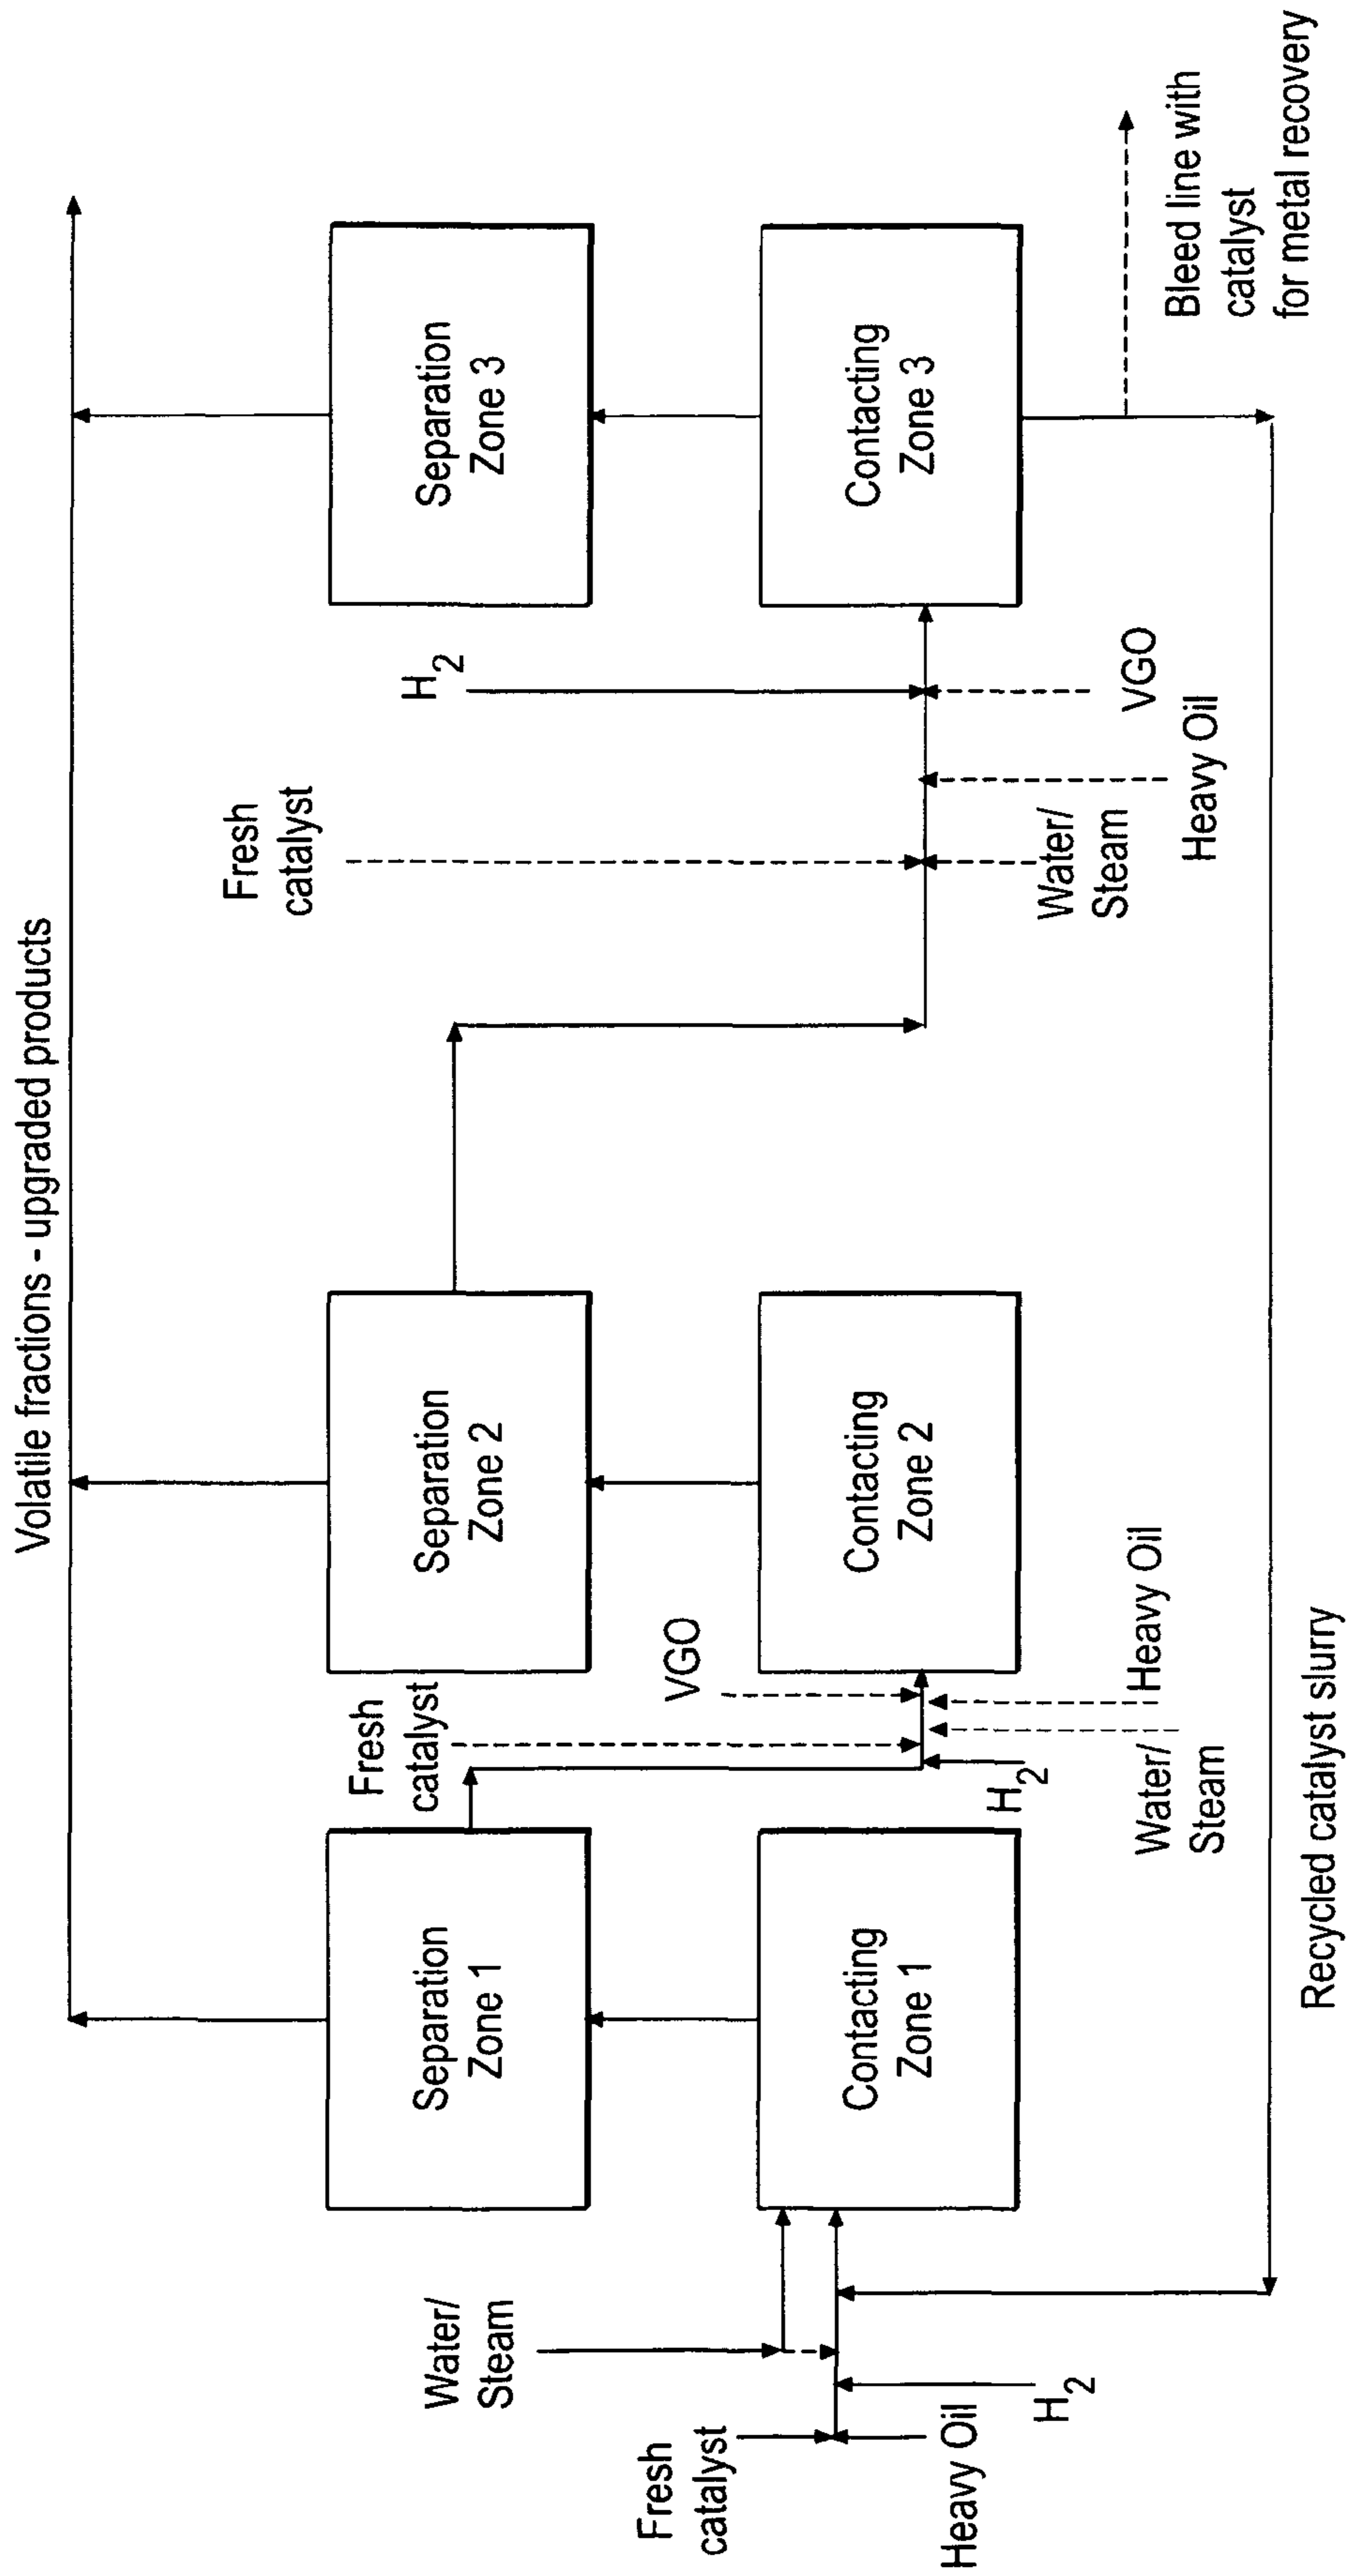 Volatile fractions - upgraded products
Separation
Zone 1
Separation
Zone 2
Separation
Zone 3
Fresh
catalyst
H2
Fresh
catalyst
VGO
Water/
Steam
Contacting
Zone 1
Contacting
Zone 2
Contacting
Zone 3
Fresh
catalyst
Heavy Oil
H2
H2
Water/
Steam
Heavy Oil
Water/
Steam
Heavy Oil
VGO
Bleed line with
catalyst
for metal recovery
Recycled catalyst slurry